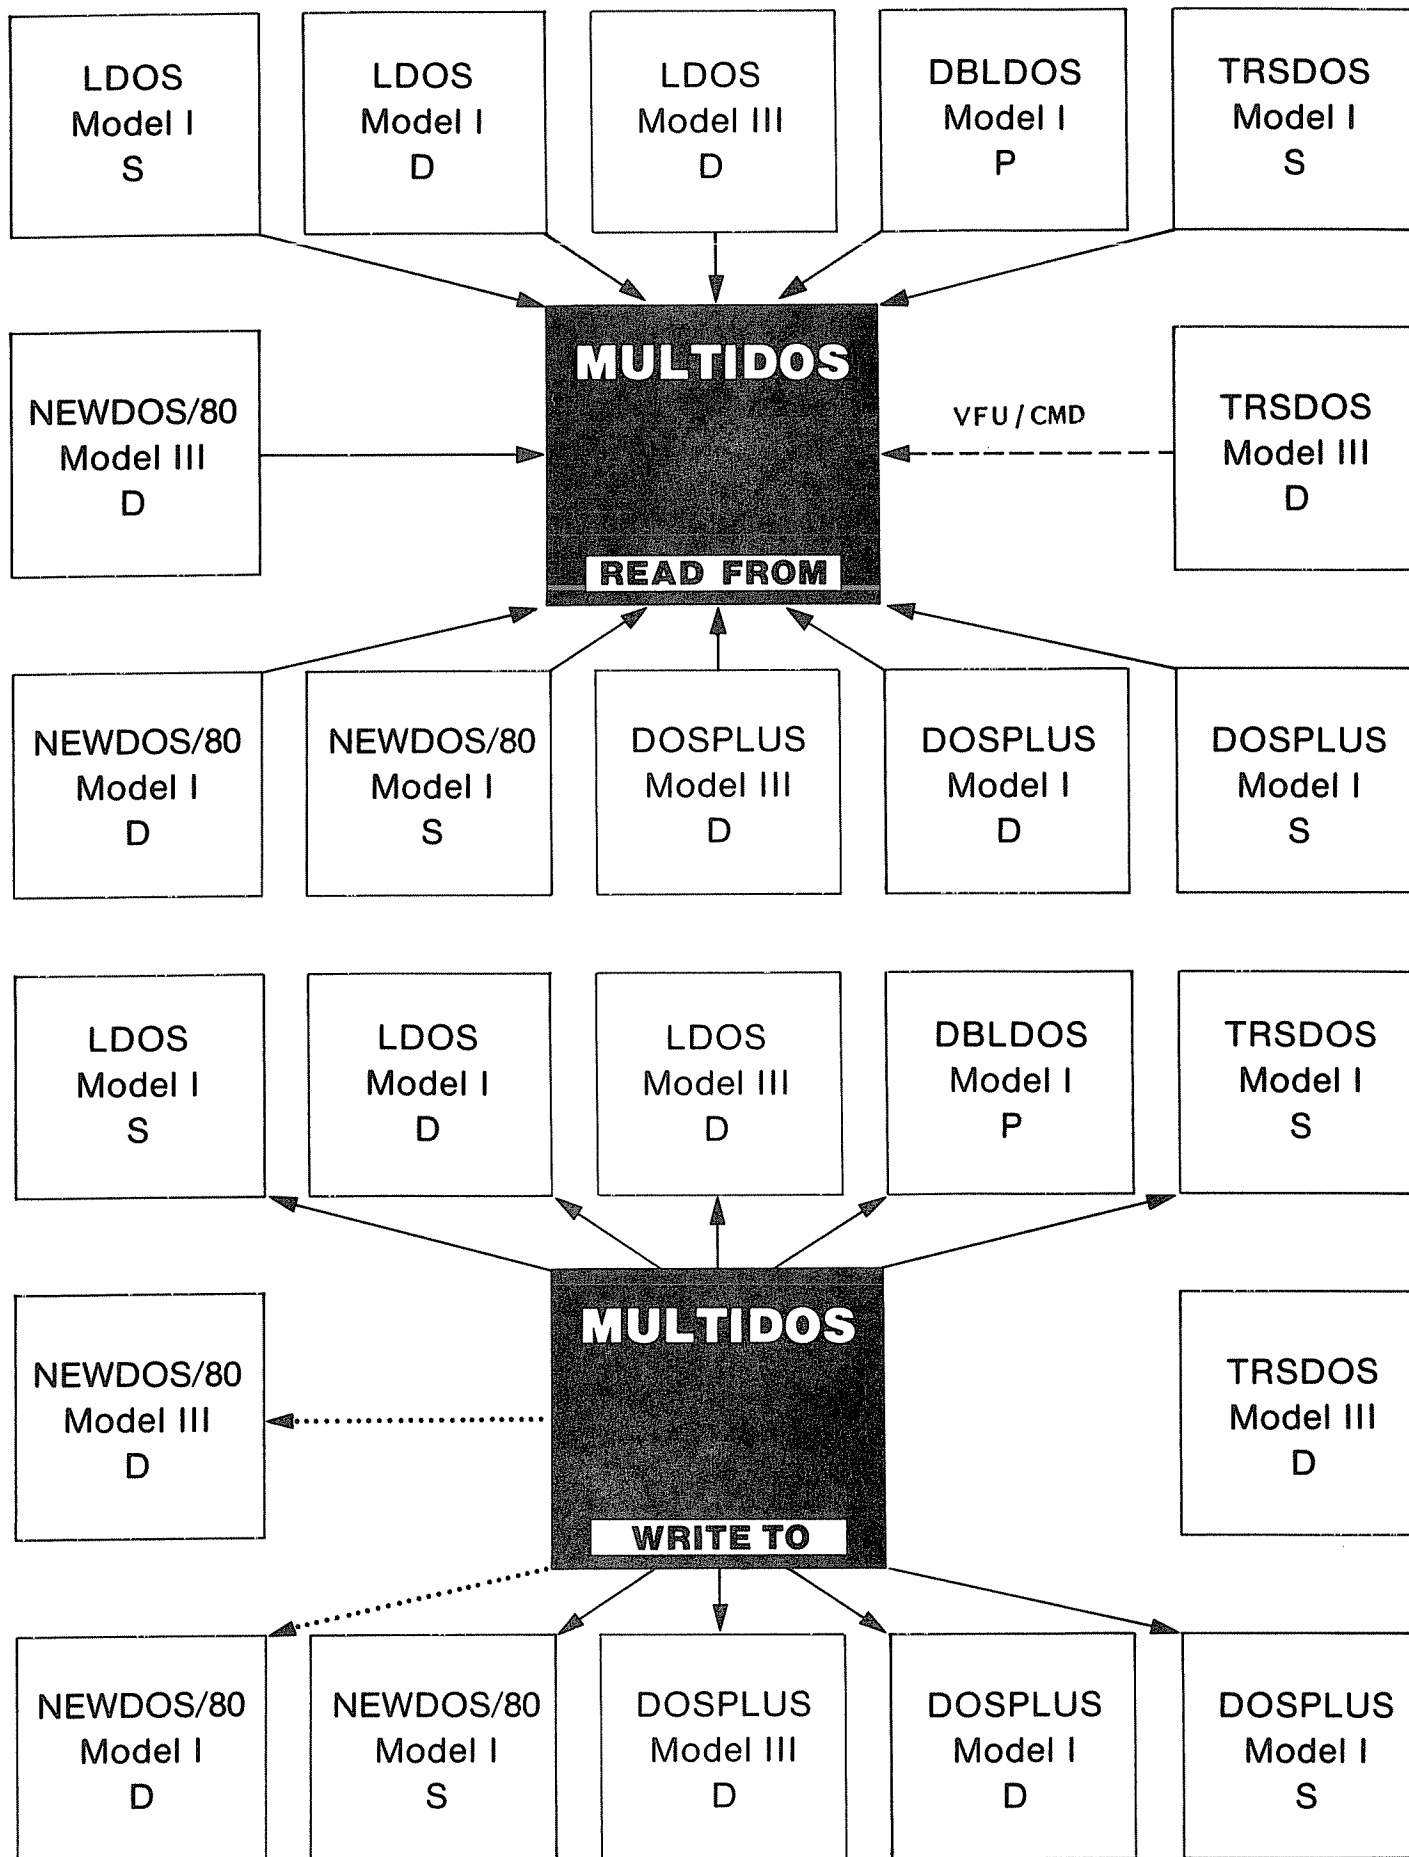 LDOS
Model I
S
LDOS
Model I
D
LDOS
Model III
D
DBLDOS
Model I
P
TRSDOS
Model I
S
NEWDOS/80
Model III
D
MULTIDOS
READ FROM
VFU/CMD
TRSDOS
Model III
D
NEWDOS/80
Model I
D
NEWDOS/80
Model I
S
DOSPLUS
Model III
D
DOSPLUS
Model I
D
DOSPLUS
Model I
S
LDOS
Model I
S
LDOS
Model I
D
LDOS
Model III
D
DBLDOS
Model I
P
TRSDOS
Model I
S
NEWDOS/80
Model III
D
MULTIDOS
WRITE TO
TRSDOS
Model III
D
NEWDOS/80
Model I
D
NEWDOS/80
Model I
S
DOSPLUS
Model III
D
DOSPLUS
Model I
D
DOSPLUS
Model I
S